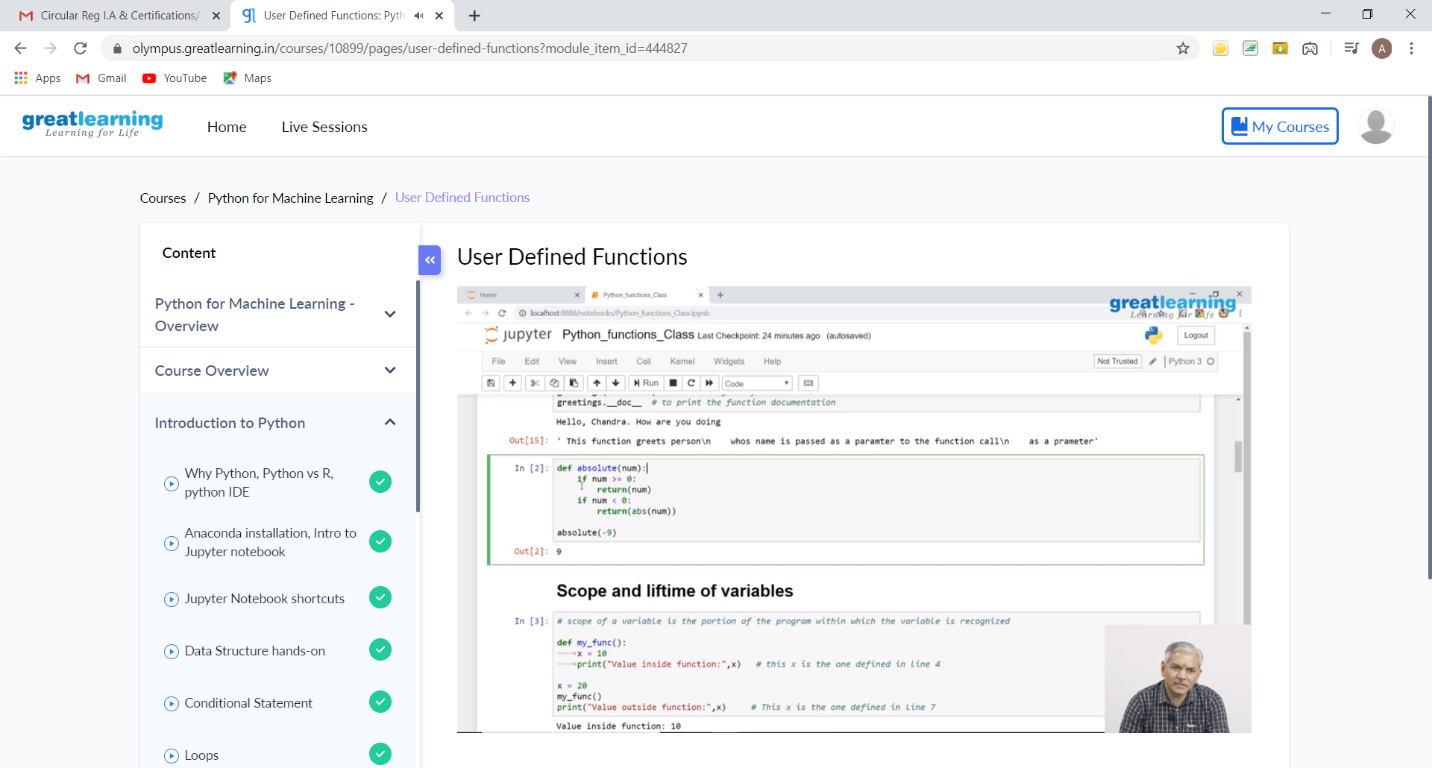 Circular Reg I.A & Certifications/
User Defined Functions: Pyth
olympus.greatlearning.in/courses/10899/pages/user-defined-functions?module_item_id=444827
A
Apps
Gmail
YouTube
Maps
greatlearning
Learning for Life
Home
Live Sessions
My Courses
Courses / Python for Machine Learning / User Defined Functions
Content
Python for Machine Learning -
Overview
Course Overview
Introduction to Python
Why Python, Python vs R,
python IDE
Anaconda installation, Intro to
Jupyter notebook
Jupyter Notebook shortcuts
Data Structure hands-on
Conditional Statement
Loops
«
User Defined Functions
Home
Python_functions_Class
localhost:8888/notebooks/Python_functions_Class.ipynb
greatlearning
Learning for Life
jupyter Python_functions_Class Last Checkpoint: 24 minutes ago (autosaved)
Logout
File Edit View Insert Cell Kernel Widgets Help
Not Trusted
Python 3
Run
Code
greetings.__doc__ # to print the function documentation
Hello, Chandra. How are you doing
Out[15]: ' This function greets person\n    whos name is passed as a paramter to the function call\n    as a prameter'
In [2]: def absolute(num):
if num >= 0:
return(num)
if num < 0:
return(abs(num))
absolute(-9)
Out[2]: 9
Scope and liftime of variables
In [3]: # scope of a variable is the portion of the program within which the variable is recognized
def my_func():
x = 10
print("Value inside function:",x) # this x is the one defined in line 4
x = 20
my_func()
print("Value outside function:",x) # This x is the one defined in line 7
Value inside function: 10